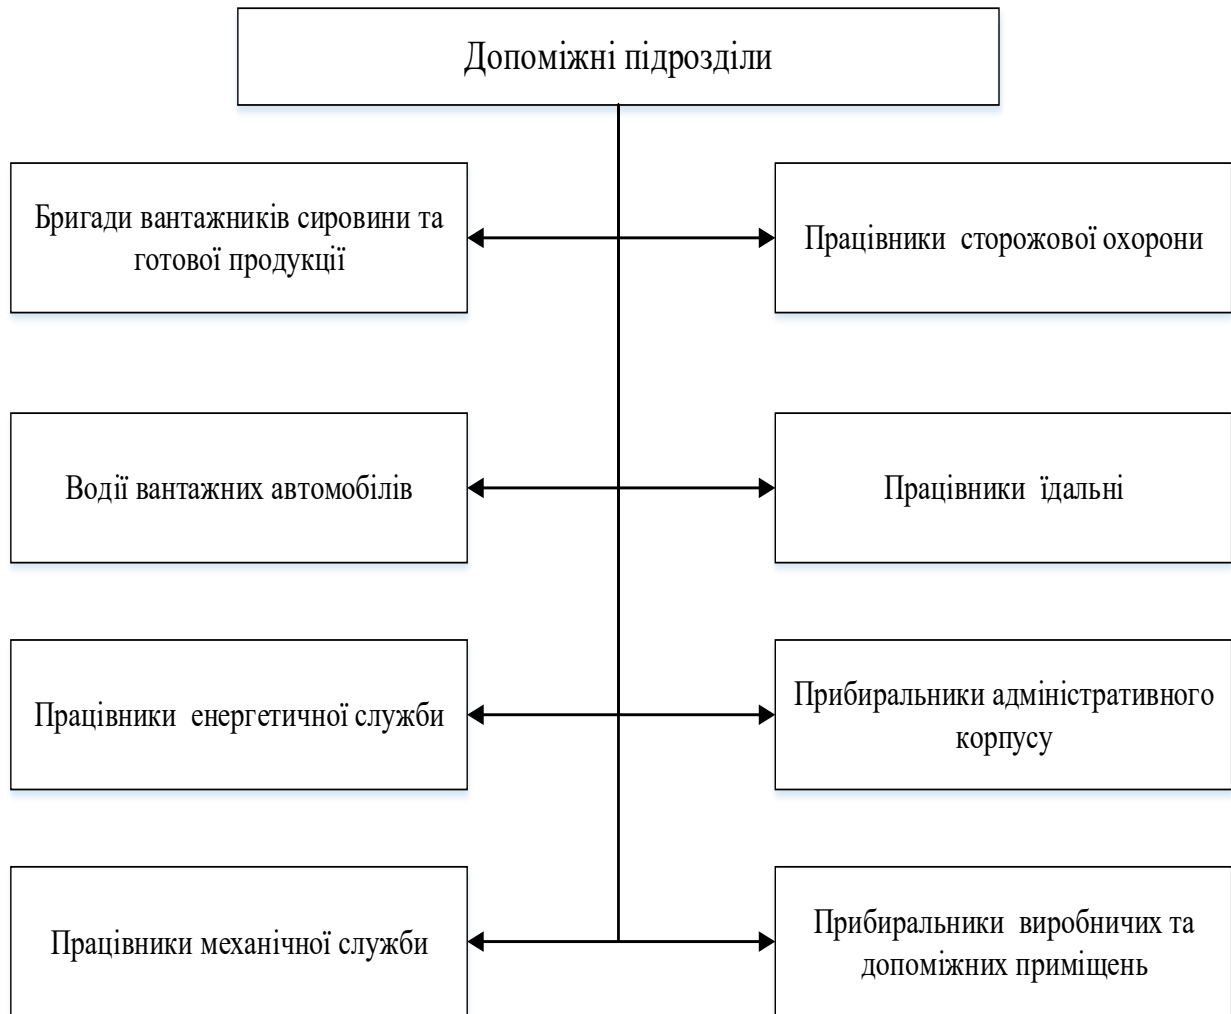 Допоміжні підрозділи
Бригади вантажників сировини та
готової продукції
Працівники сторожової охорони
Водії вантажних автомобілів
Працівники їдальні
Працівники енергетичної служби
Прибиральники адміністративного
корпусу
Працівники механічної служби
Прибиральники виробничих та
допоміжних приміщень